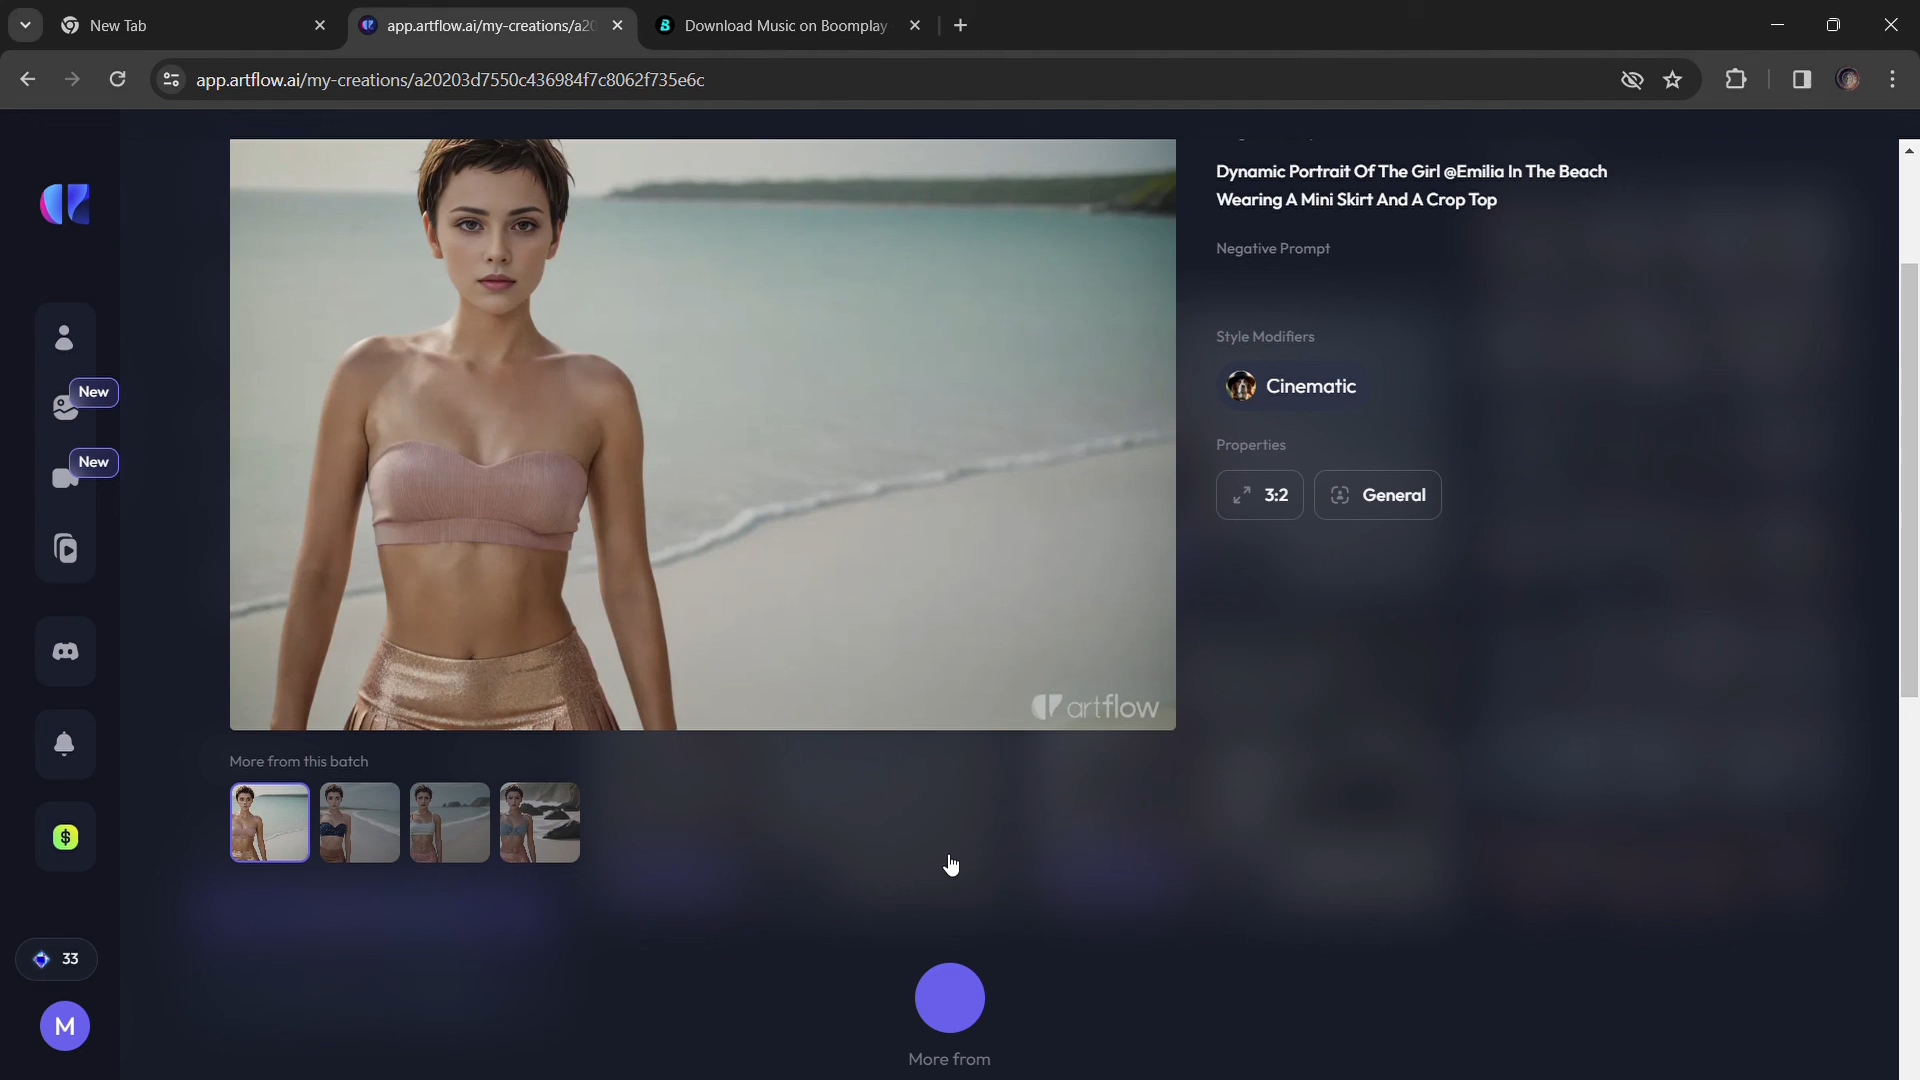 New Tab
app.artflow.ai/my-creations/a20
Download Music on Boomplay
app.artflow.ai/my-creations/a20203d7550c436984f7c8062f735e6c
Dynamic Portrait Of The Girl @Emilia In The Beach
Wearing A Mini Skirt And A Crop Top
Negative Prompt
Style Modifiers
Cinematic
Properties
3:2 General
New
New
artflow
More from this batch
$
33
M
More from